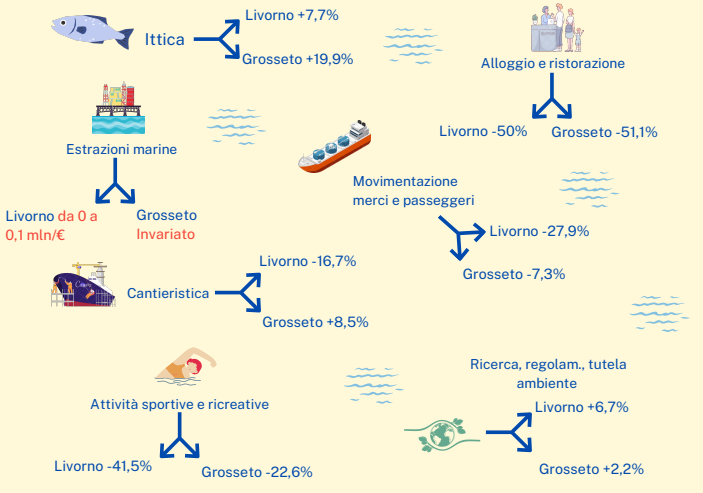 Ittica
Livorno +7,7%
Grosseto +19,9%
Alloggio e ristorazione
Livorno -50%
Grosseto -51,1%
Estrazioni marine
Livorno da 0 a
0,1 mln/€
Grosseto
Invariato
Movimentazione
merci e passeggeri
Livorno -27,9%
Grosseto -7,3%
Cantieristica
Livorno -16,7%
Grosseto +8,5%
Attività sportive e ricreative
Livorno -41,5%
Grosseto -22,6%
Ricerca, regolam., tutela
ambiente
Livorno +6,7%
Grosseto +2,2%